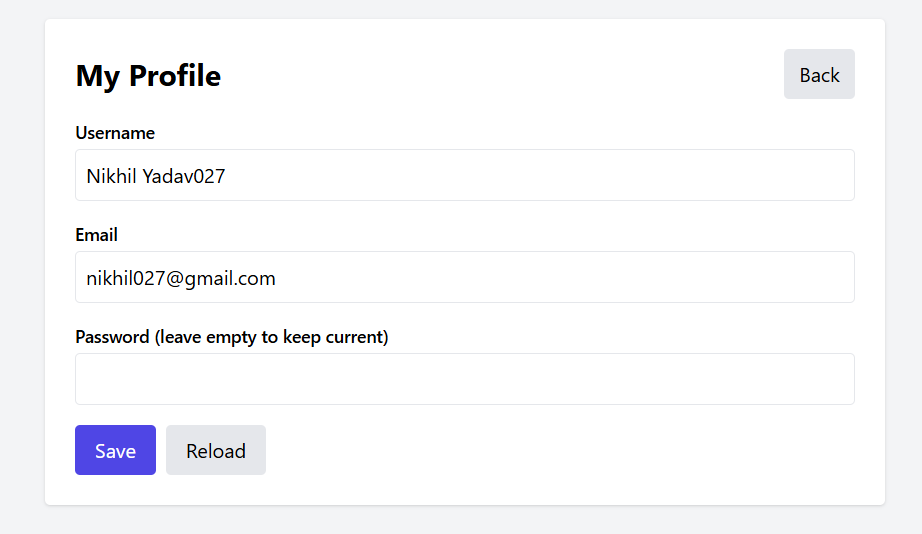 My Profile
Back
Username
Nikhil Yadav027
Email
nikhil027@gmail.com
Password (leave empty to keep current)
Save
Reload